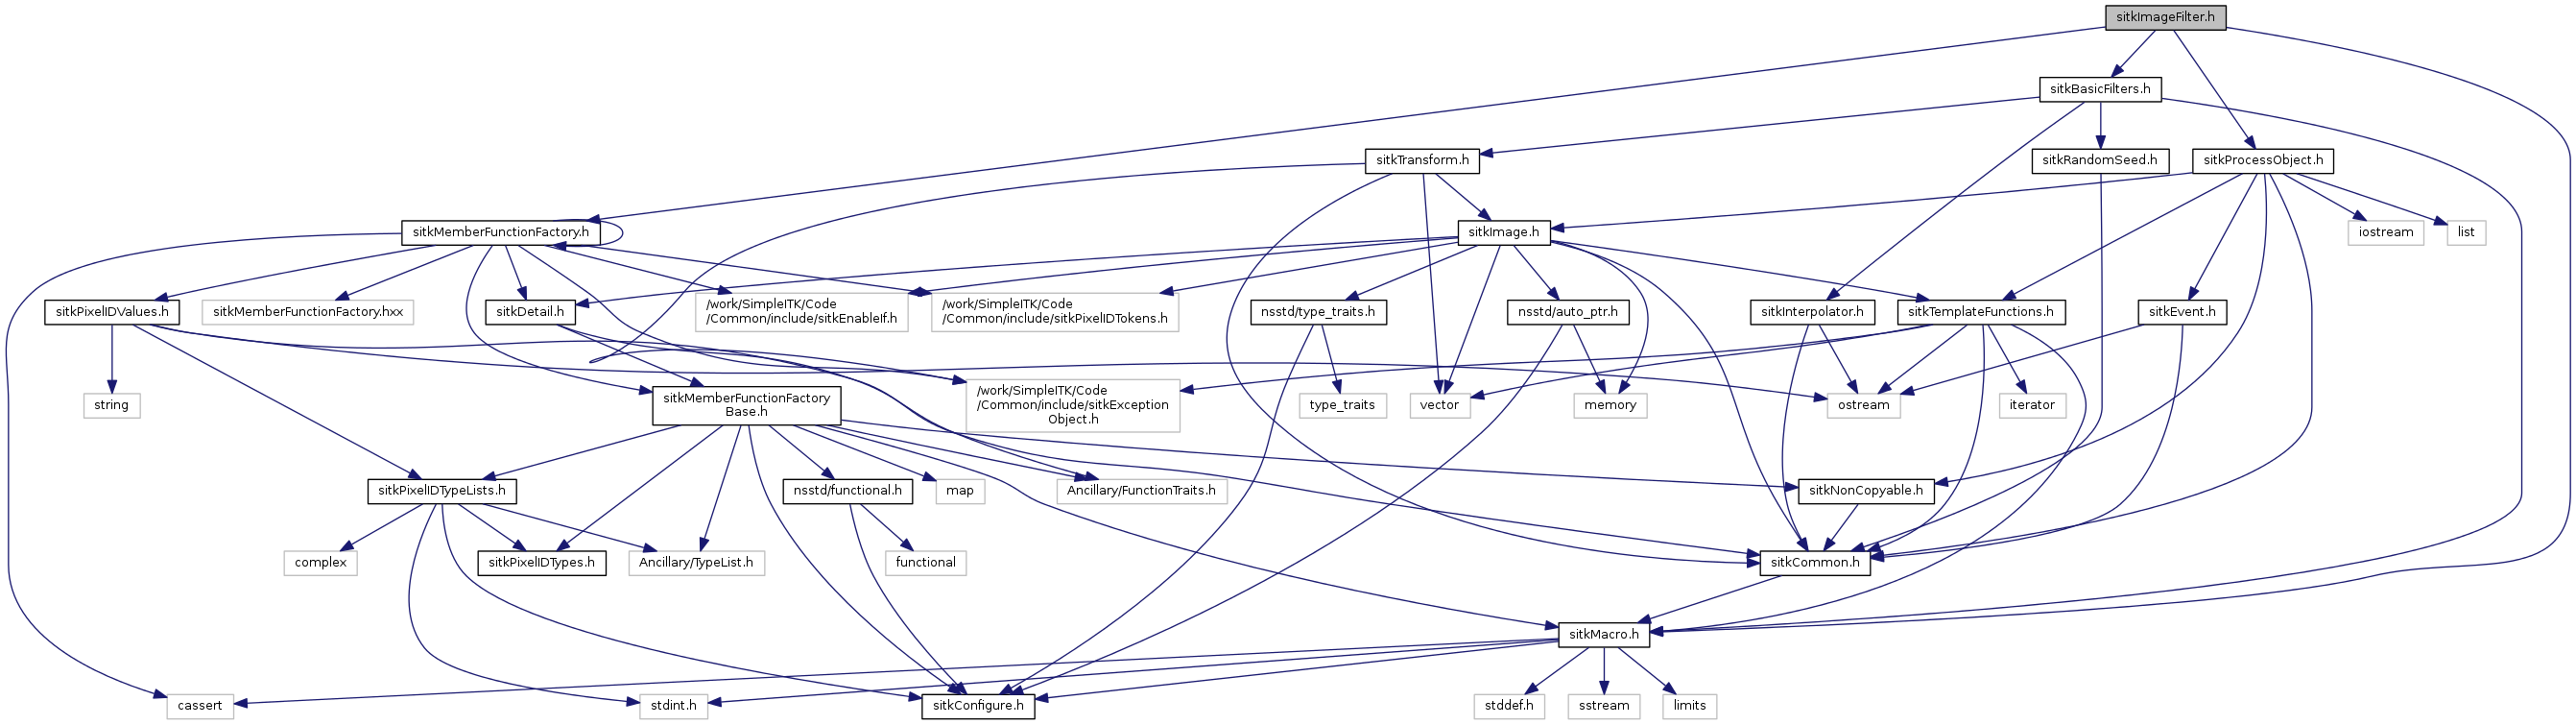 sitkImageFilter.h
sitkBasicFilters.h
sitkTransform.h
sitkRandomSeed.h
sitkProcessObject.h
sitkMemberFunctionFactory.h
sitkImage.h
iostream
list
sitkPixelIDValues.h
sitkMemberFunctionFactory.hxx
sitkDetail.h
/work/SimpleITK/Code
/Common/include/sitkEnableIf.h
/work/SimpleITK/Code
/Common/include/sitkPixelIDTokens.h
nsstd/type_traits.h
nsstd/auto_ptr.h
sitkInterpolator.h
sitkTemplateFunctions.h
sitkEvent.h
string
sitkMemberFunctionFactory
Base.h
/work/SimpleITK/Code
/Common/include/sitkException
Object.h
type_traits
vector
memory
ostream
iterator
sitkPixelIDTypeLists.h
nsstd/functional.h
map
Ancillary/FunctionTraits.h
sitkNonCopyable.h
complex
sitkPixelIDTypes.h
Ancillary/TypeList.h
functional
sitkCommon.h
sitkMacro.h
cassert
stdint.h
sitkConfigure.h
stddef.h
sstream
limits